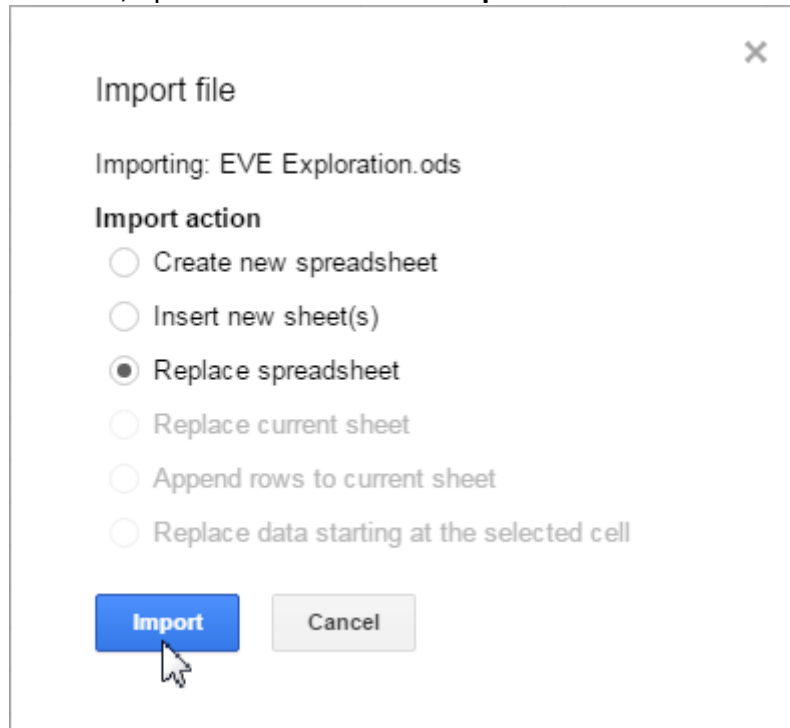 Import file
Importing: EVE Exploration.ods
Import action
Create new spreadsheet
Insert new sheet(s)
Replace spreadsheet
Replace current sheet
Append rows to current sheet
Replace data starting at the selected cell
Import Cancel